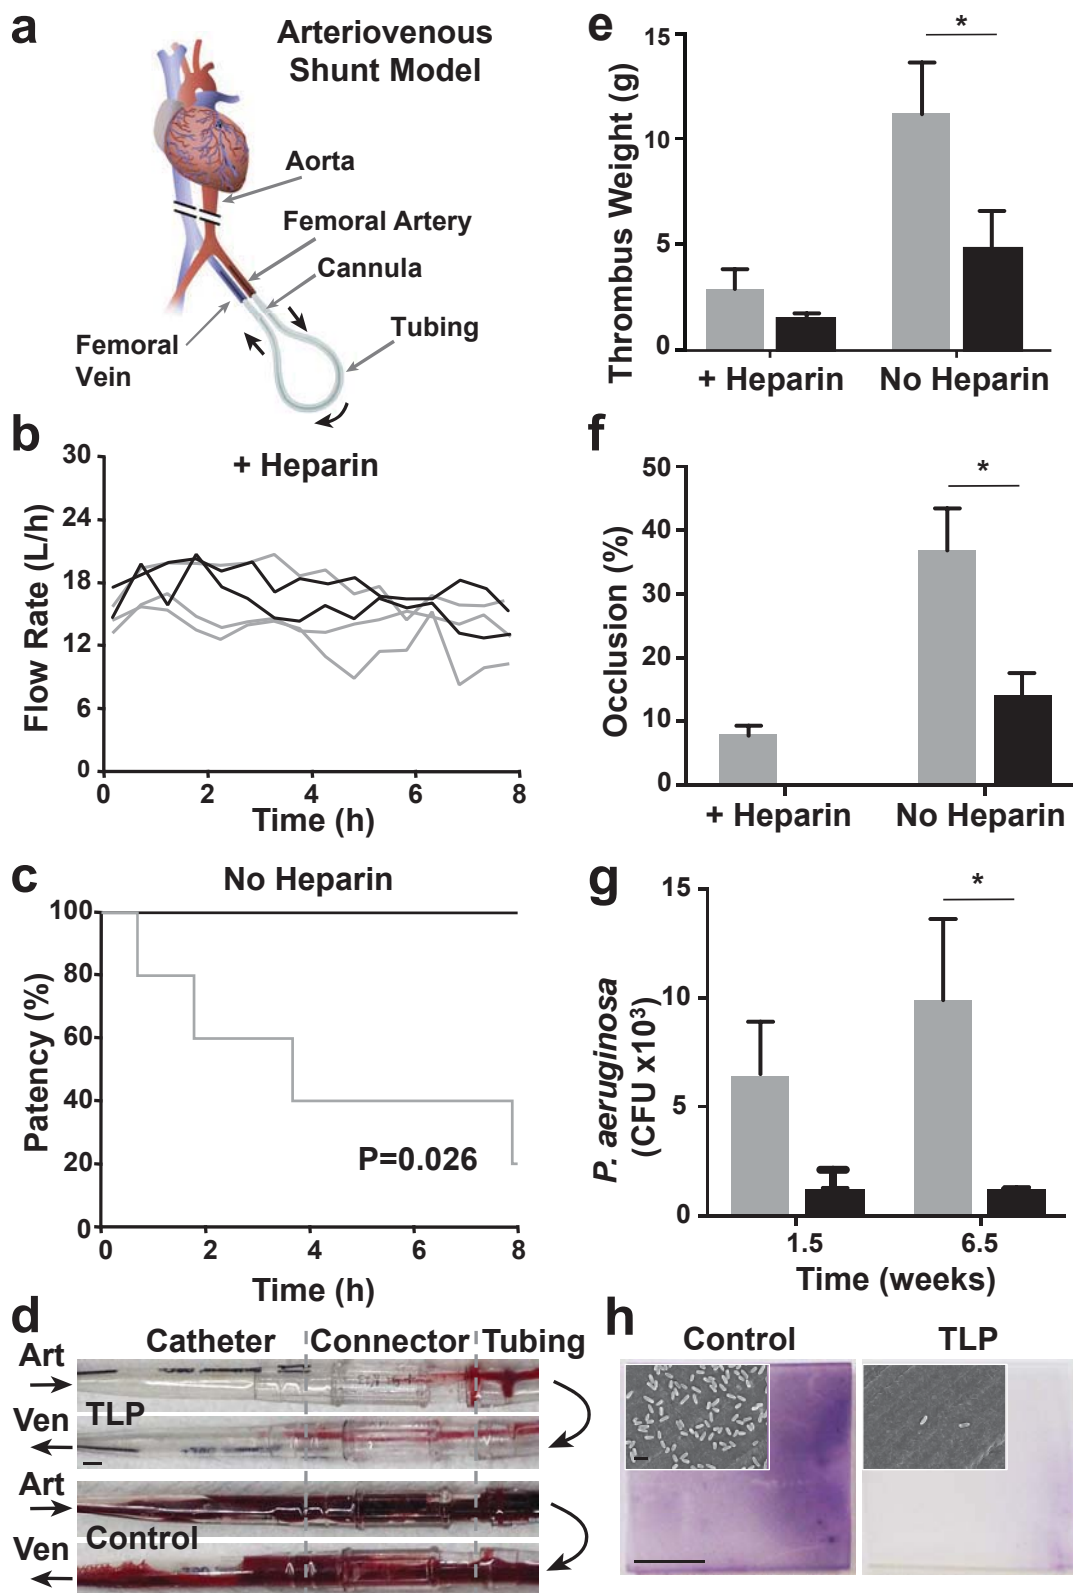 a
Arteriovenous
Shunt Model
Aorta
Femoral Artery
Cannula
Tubing
Femoral
Vein
b
+ Heparin
30
24
18
12
6
0
Flow Rate (L/h)
0 2 4 6 8
Time (h)
c
No Heparin
100
80
60
40
20
0
Patency (%)
P=0.026
0 2 4 6 8
Time (h)
d
Catheter Connector Tubing
Art
TLP
Ven
Art
Control
Ven
e
15
10
5
0
Thrombus Weight (g)
*
+ Heparin No Heparin
f
50
40
30
20
10
0
Occlusion (%)
*
+ Heparin No Heparin
g
15
10
5
0
P. aeruginosa
(CFU x10³)
*
1.5 6.5
Time (weeks)
h
Control TLP